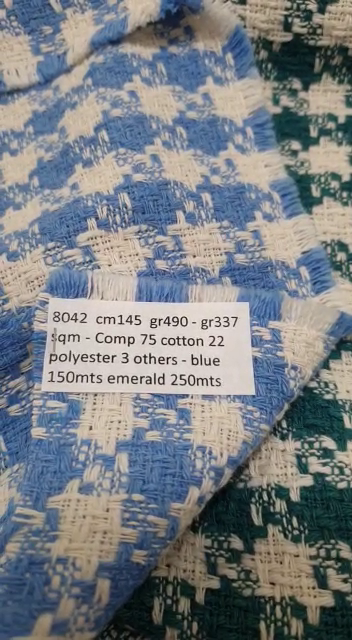 8042 cm145 gr490 - gr337
sqm - Comp 75 cotton 22
polyester 3 others - blue
150mts emerald 250mts